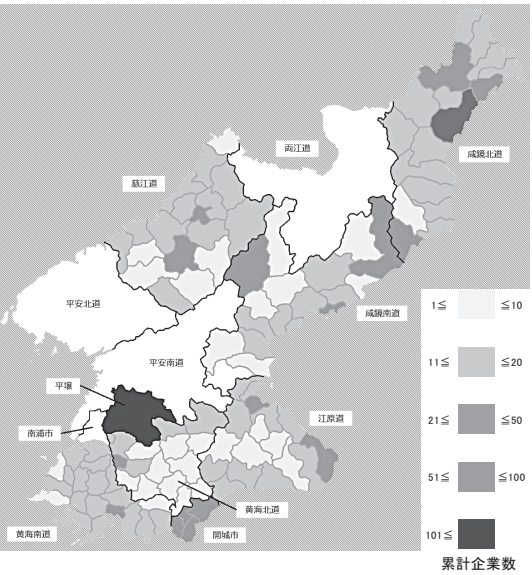 両江道
咸鏡北道
慈江道
平安北道
咸鏡南道
平安南道
平壌
江原道
南浦市
黄海北道
黄海南道
開城市
1≦ ≦10
11≦ ≦20
21≦ ≦50
51≦ ≦100
101≦
累計企業数